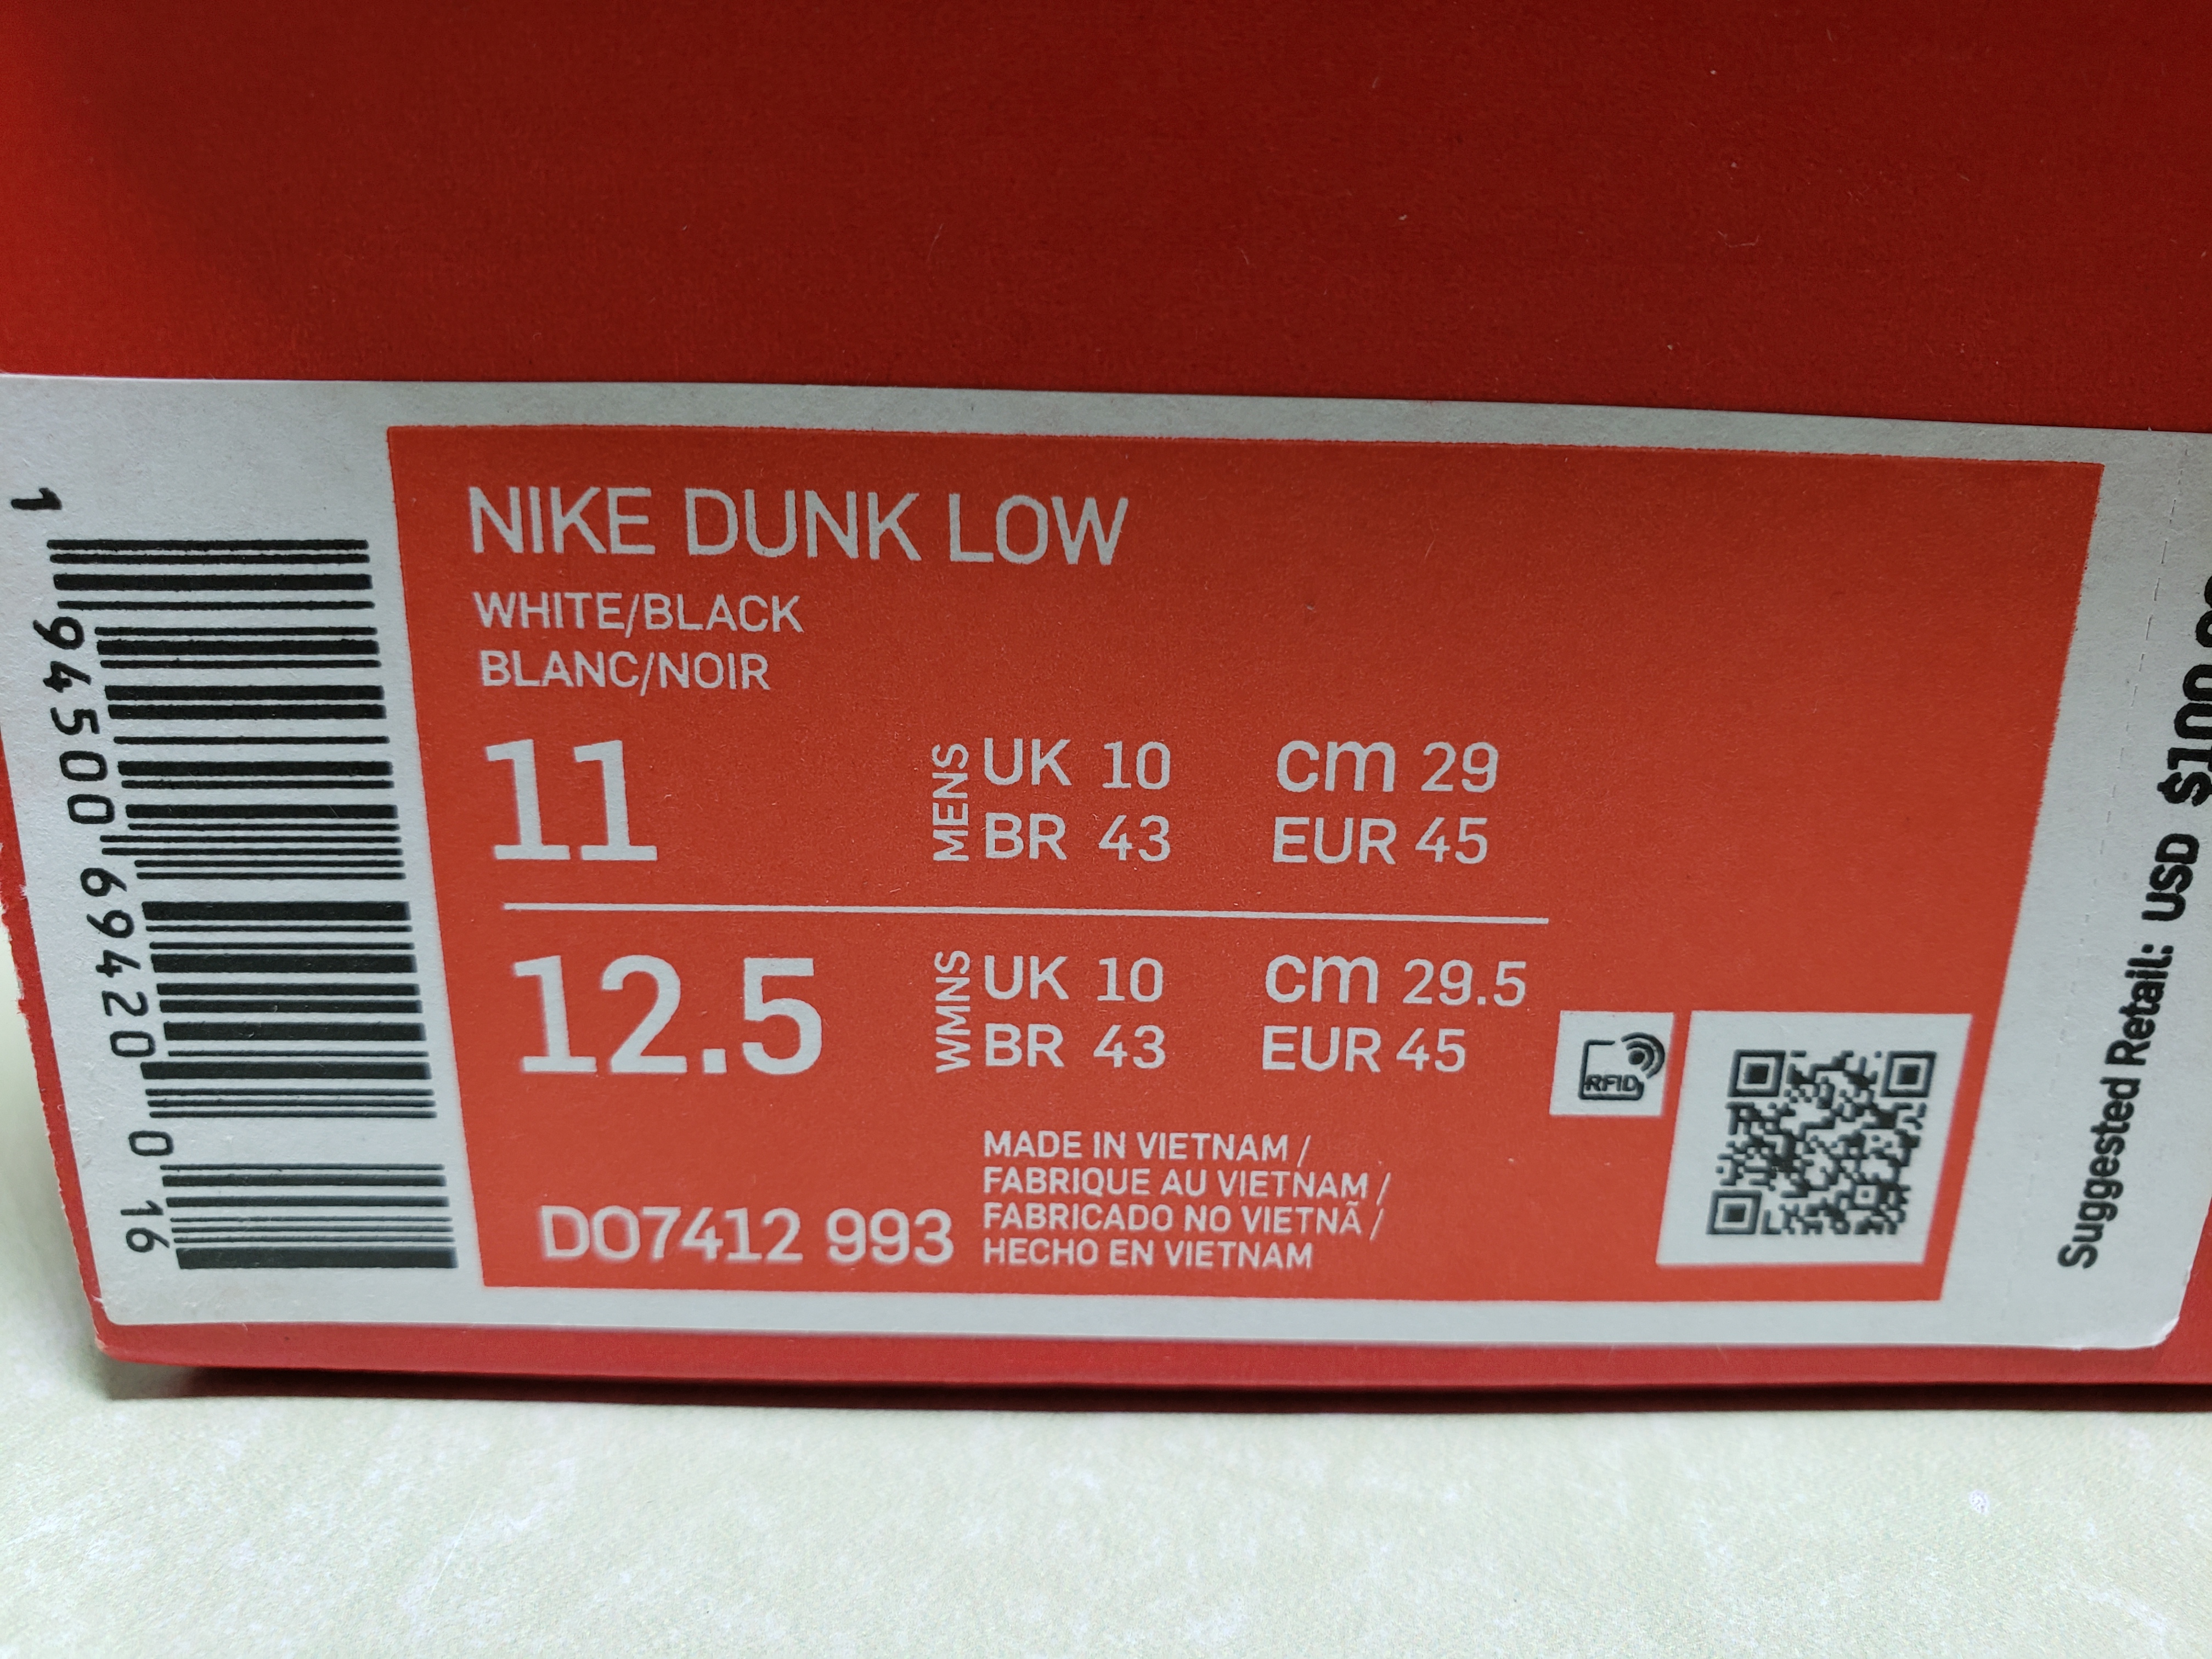 NIKE DUNK LOW
WHITE/BLACK
BLANC/NOIR
11
MENS
UK 10
cm 29
BR 43
EUR 45
12.5
WMNS
UK 10
cm 29.5
BR 43
EUR 45
DO7412 993
MADE IN VIETNAM /
FABRIQUE AU VIETNAM /
FABRICADO NO VIETNÃ /
HECHO EN VIETNAM
RFID
1 94500 69420 0 16
Suggested Retail: USD